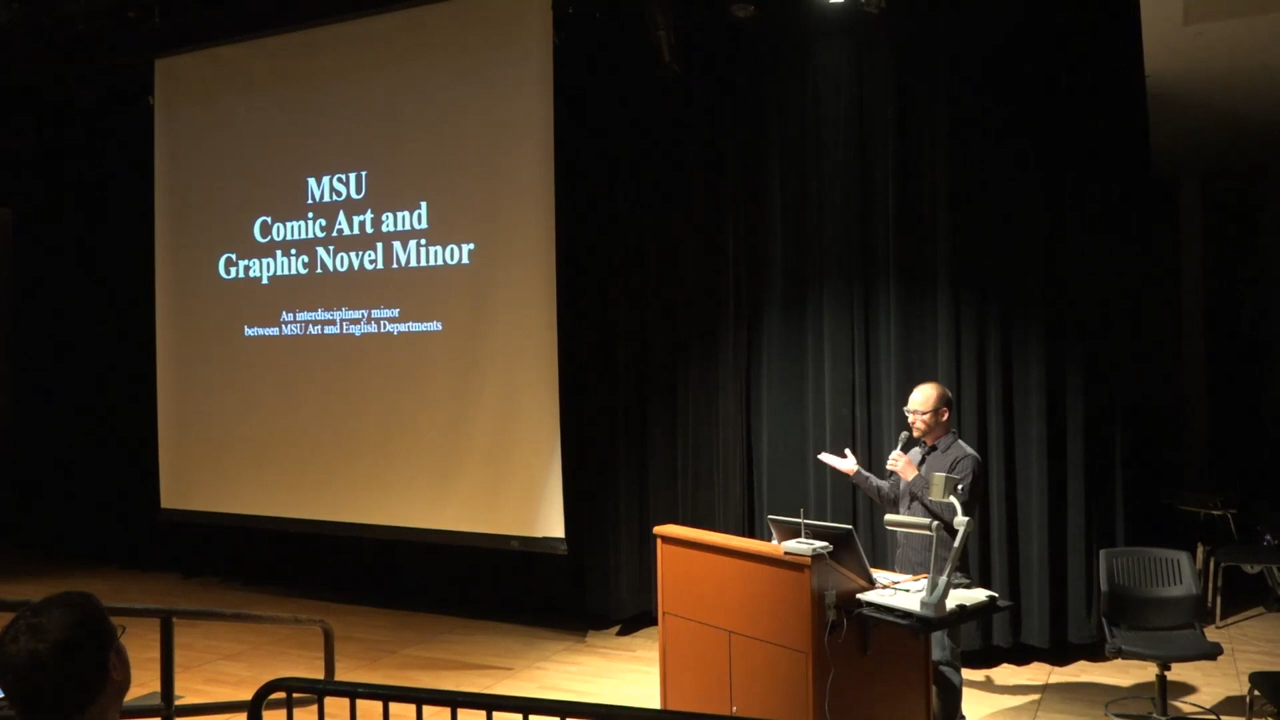 MSU
Comic Art and
Graphic Novel Minor
An interdisciplinary minor
between MSU Art and English Departments